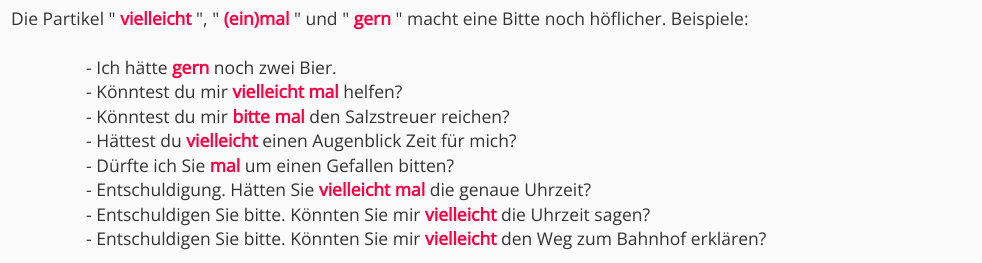 Die Partikel " vielleicht ", " (ein)mal " und " gern " macht eine Bitte noch höflicher. Beispiele:
- Ich hätte gern noch zwei Bier.
- Könntest du mir vielleicht mal helfen?
- Könntest du mir bitte mal den Salzstreuer reichen?
- Hättest du vielleicht einen Augenblick Zeit für mich?
- Dürfte ich Sie mal um einen Gefallen bitten?
- Entschuldigung. Hätten Sie vielleicht mal die genaue Uhrzeit?
- Entschuldigen Sie bitte. Könnten Sie mir vielleicht die Uhrzeit sagen?
- Entschuldigen Sie bitte. Könnten Sie mir vielleicht den Weg zum Bahnhof erklären?